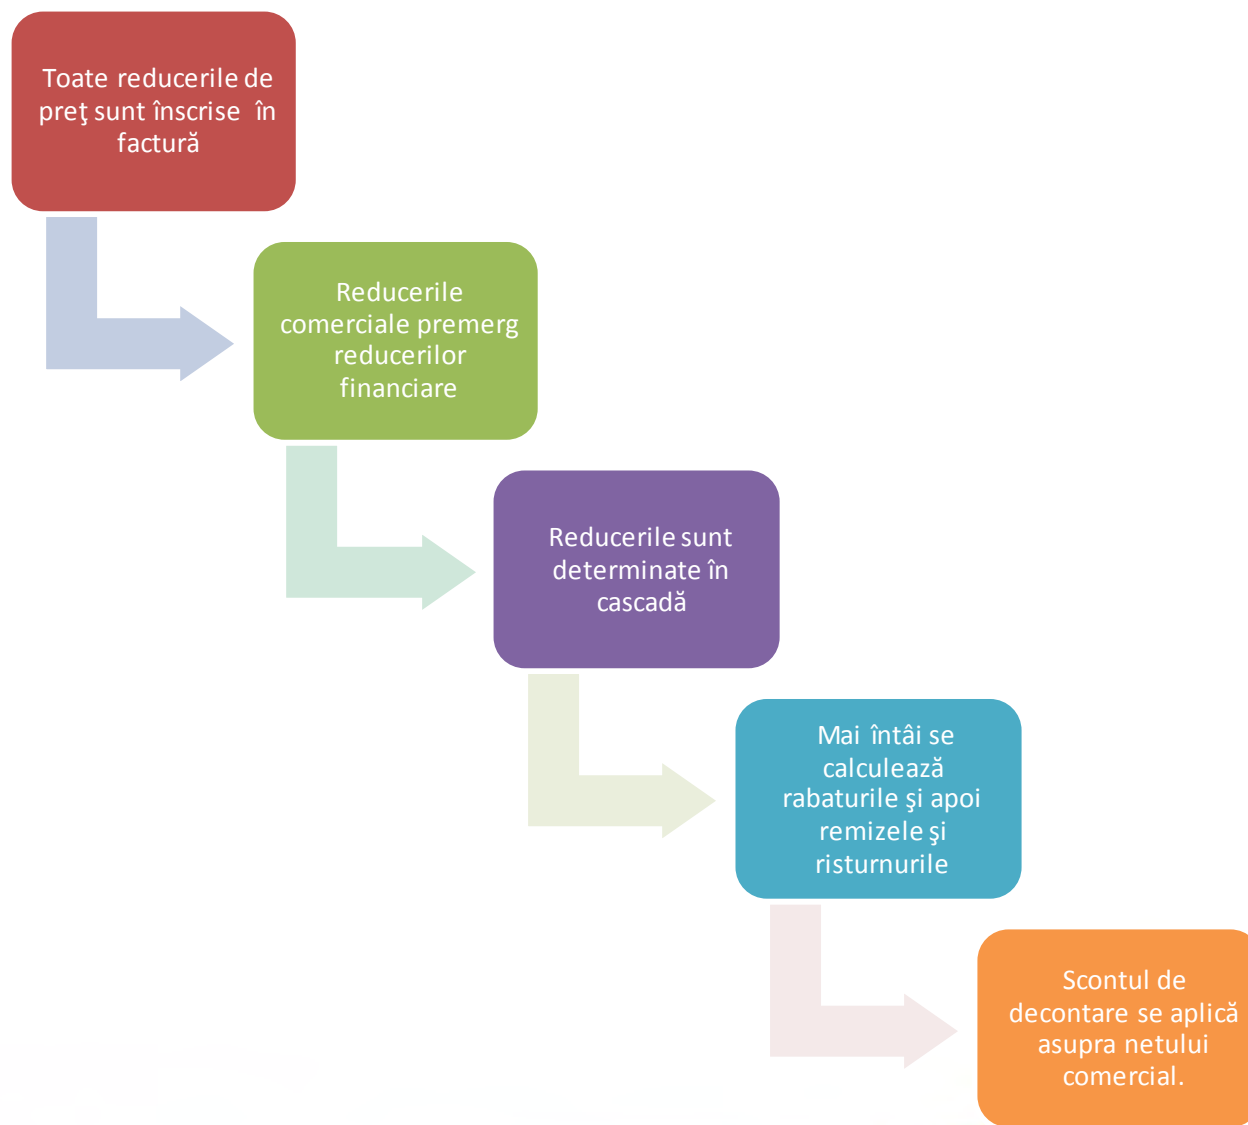 Toate reducerile de
preţ sunt înscrise în
factură
Reducerile
comerciale premerg
reducerilor
financiare
Reducerile sunt
determinate în
cascadă
Mai întâi se
calculează
rabaturile şi apoi
remizele şi
risturnurile
Scontul de
decontare se aplică
asupra netului
comercial.